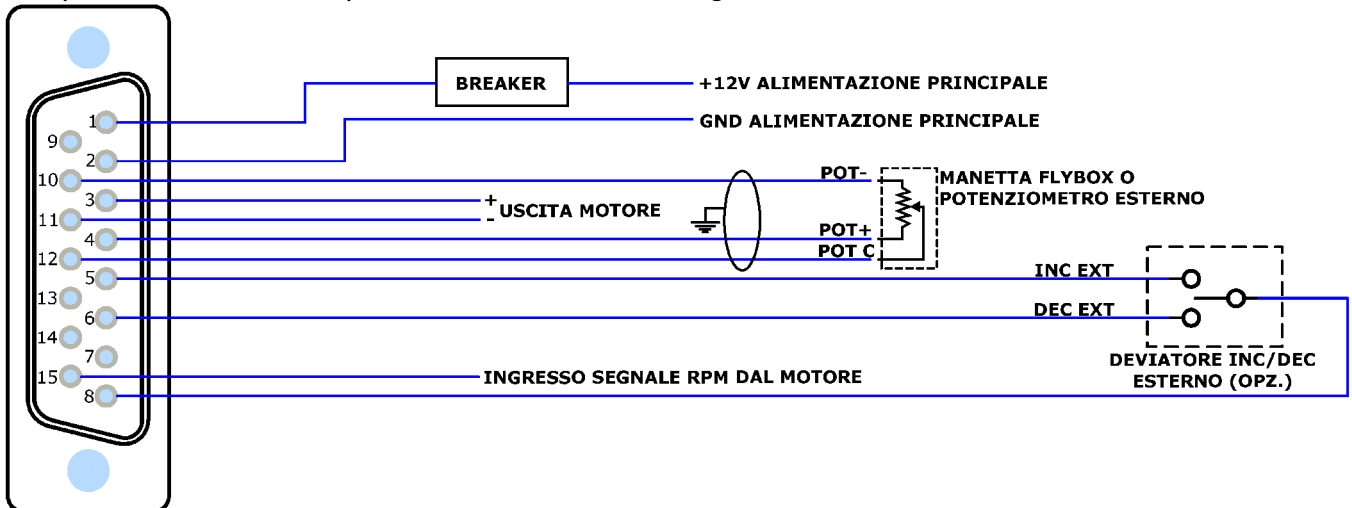 BREAKER
+12V ALIMENTAZIONE PRINCIPALE
GND ALIMENTAZIONE PRINCIPALE
1
9
2
10
3
11
4
12
5
13
6
14
7
15
8
+
- USCITA MOTORE
POT-
POT+
POT C
MANETTA FLYBOX O
POTENZIOMETRO ESTERNO
INC EXT
DEC EXT
DEVIATORE INC/DEC
ESTERNO (OPZ.)
INGRESSO SEGNALE RPM DAL MOTORE